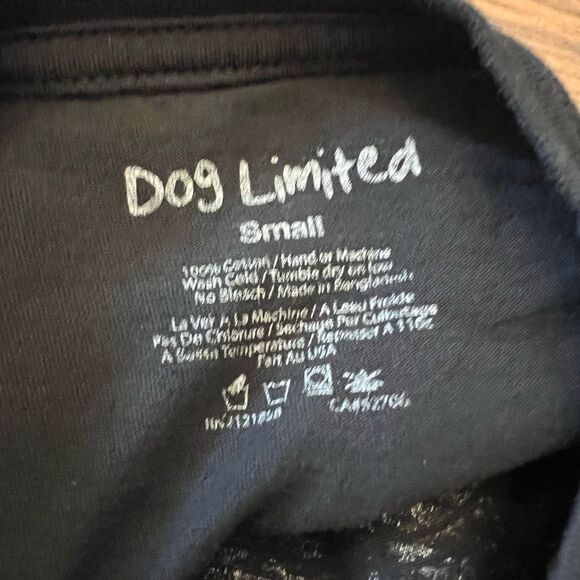 Dog Limited
Small
100% Cotton / Hand or Machine
Wash Cold / Tumble dry on low
No Bleach / Made in Bangladesh
La Ver A La Machine / A Leau Froide
Pas De Chlorure / Sechage Par Culbutage
A Basse Temperature / Repasser A 110c
Fait Au USA